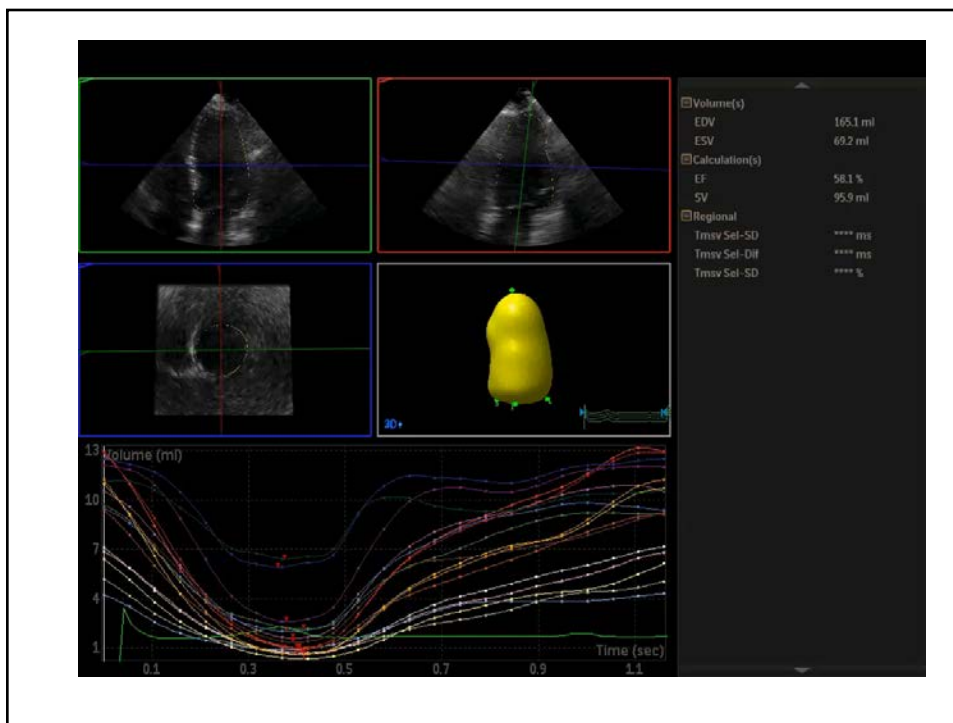 Volume(s)
EDV 165.1 ml
ESV 69.2 ml
Calculation(s)
EF 58.1 %
SV 95.9 ml
Regional
Tmsv Sel-SD **** ms
Tmsv Sel-Dif **** ms
Tmsv Sel-SD **** %
3D
Volume (ml)
13
10
7
4
1
0.1 0.3 0.5 0.7 0.9 1.1
Time (sec)